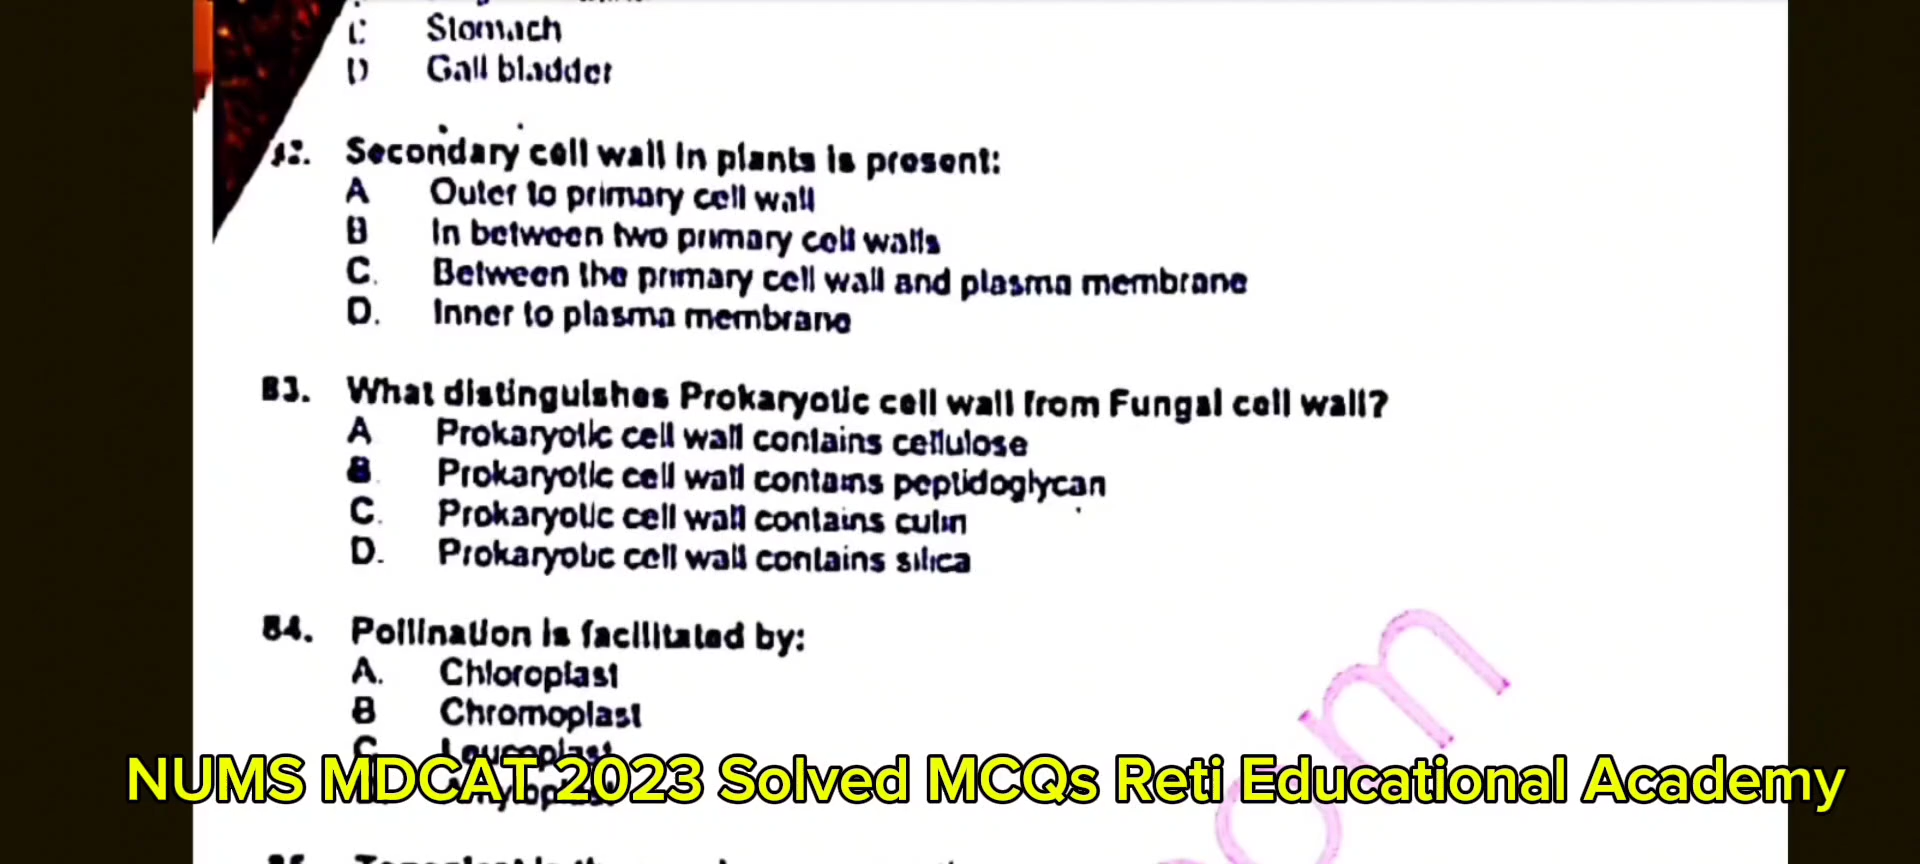 C Stomach
D Gall bladder
Secondary cell wall in plants is present:
A Outer to primary cell wall
B In between two primary cell walls
C. Between the primary cell wall and plasma membrane
D. Inner to plasma membrane
83. What distinguishes Prokaryotic cell wall from Fungal cell wall?
A Prokaryotic cell wall contains cellulose
B. Prokaryotic cell wall contains peptidoglycan
C. Prokaryotic cell wall contains cutin
D. Prokaryotic cell wall contains silica
84. Pollination is facilitated by:
A. Chloroplast
B Chromoplast
C Leucoplast
NUMS MDCAT 2023 Solved MCQs Reti Educational Academy
om